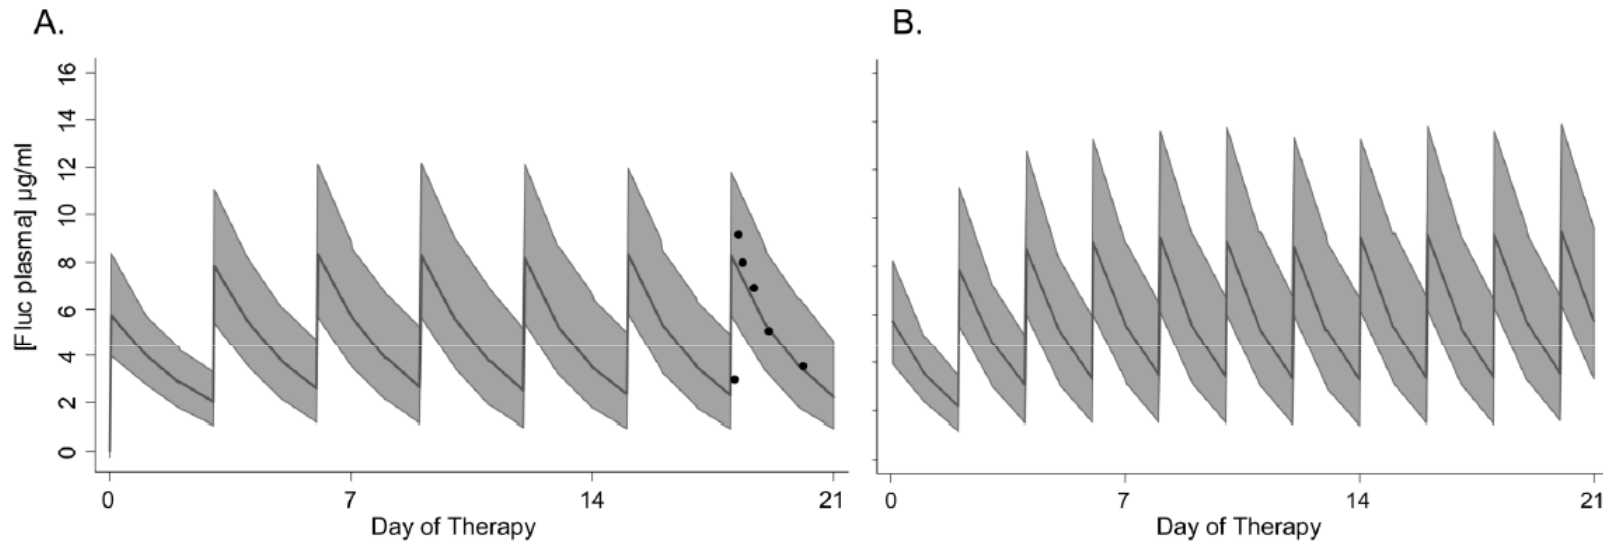 A.
B.
[Fluc plasma] µg/ml
16
14
12
10
8
6
4
2
0
0 7 14 21
Day of Therapy
0 7 14 21
Day of Therapy